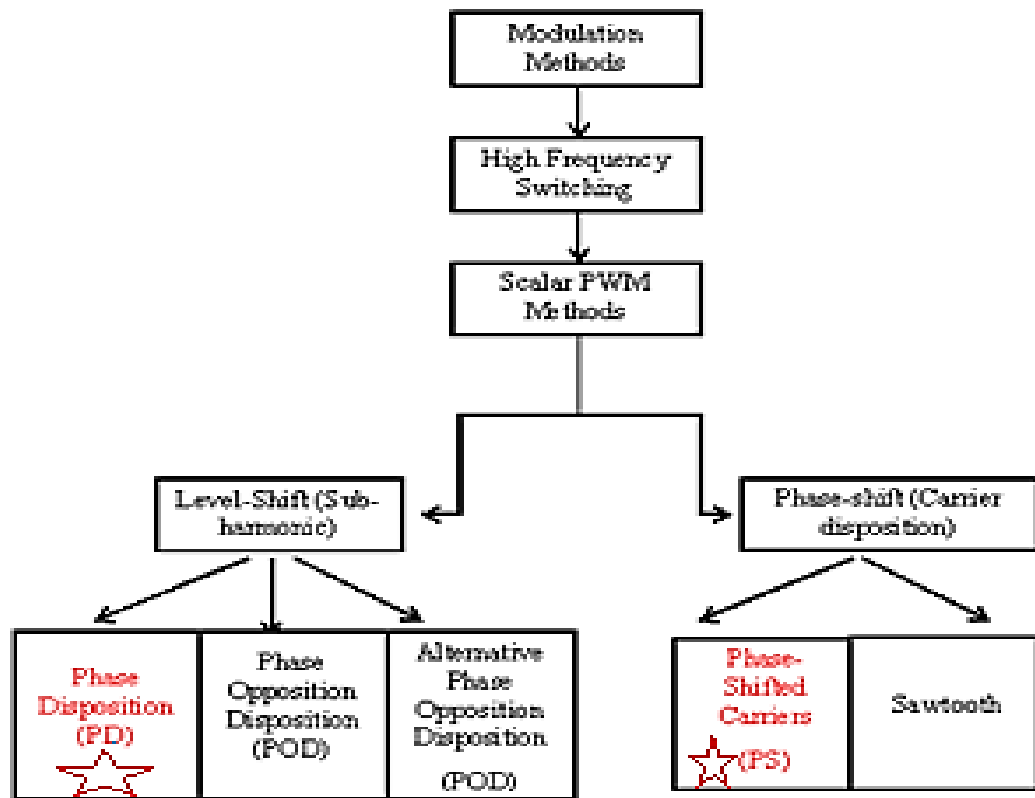 Modulation
Methods
High Frequency
Switching
Scalar PWM
Methods
Level-Shift (Sub-
harmonic)
Phase-shift (Carrier
disposition)
Phase
Disposition
(PD)
Phase
Opposition
Disposition
(POD)
Alternative
Phase
Opposition
Disposition
(POD)
Phase-
Shifted
Carriers
(PS)
Sawtooth